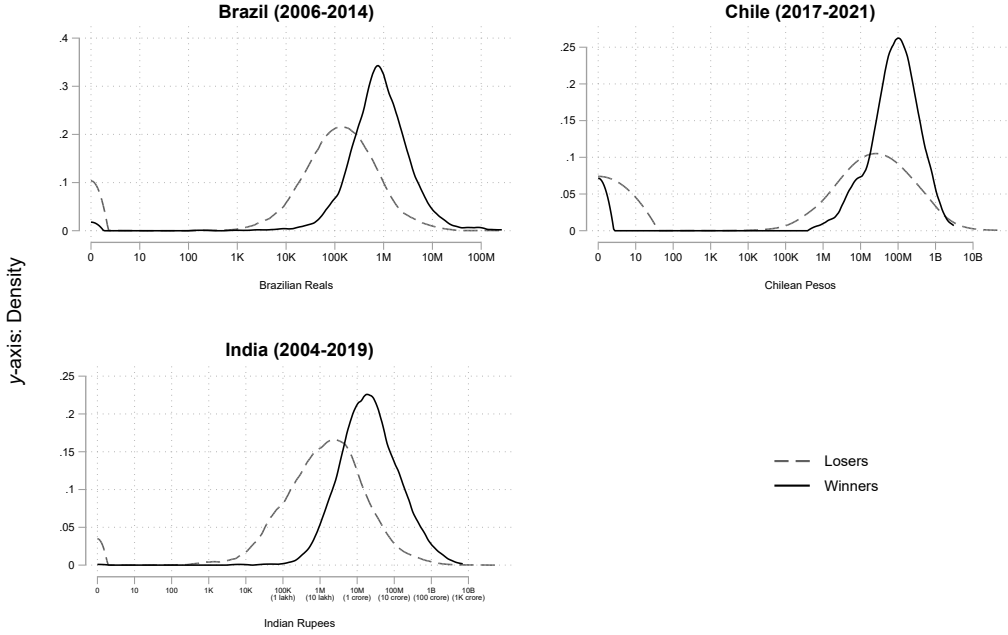 Brazil (2006-2014)
.4
.3
.2
.1
0
0 10 100 1K 10K 100K 1M 10M 100M
Brazilian Reals
Chile (2017-2021)
.25
.2
.15
.1
.05
0
0 10 100 1K 10K 100K 1M 10M 100M 1B 10B
Chilean Pesos
y-axis: Density
India (2004-2019)
.25
.2
.15
.1
.05
0
0 10 100 1K 10K 100K 1M 10M 100M 1B 10B
(1 lakh) (10 lakh) (1 crore) (10 crore) (100 crore) (1K crore)
Indian Rupees
Losers
Winners